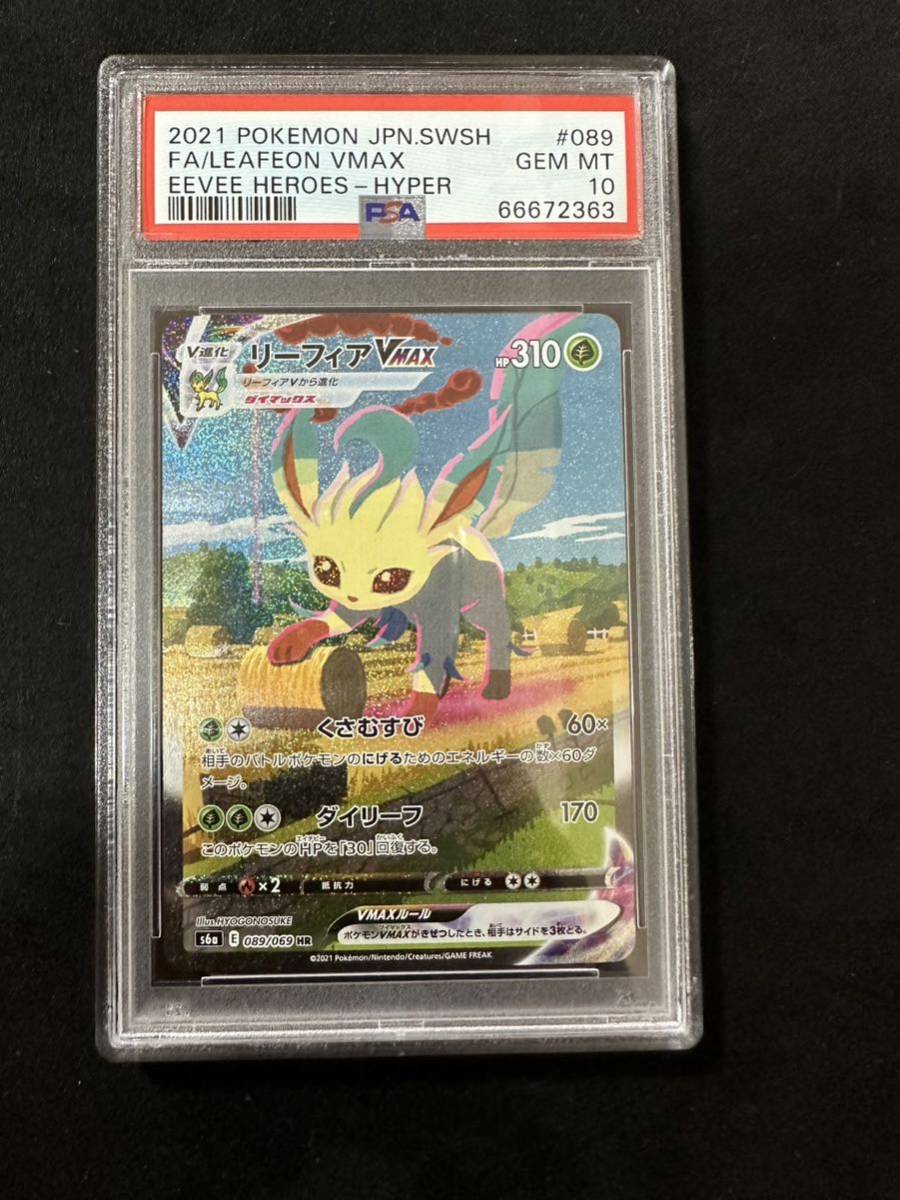 2021 POKEMON JPN.SWSH #089
FA/LEAFEON VMAX GEM MT
EEVEE HEROES-HYPER 10
PSA 66672363
V進化 リーフィアVMAX HP310
リーフィアVから進化
ダイマックス
くさむすび 60×
相手のバトルポケモンのにげるためのエネルギーの数×60ダ
メージ。
ダイリーフ 170
このポケモンのHPを「30」回復する。
弱点 ×2 抵抗力 にげる
Illus.HYOGONOSUKE
VMAXルール
ポケモンVMAXがきぜつしたとき、相手はサイドを3枚とる。
s6a E 089/069 HR
©2021 Pokémon/Nintendo/Creatures/GAME FREAK